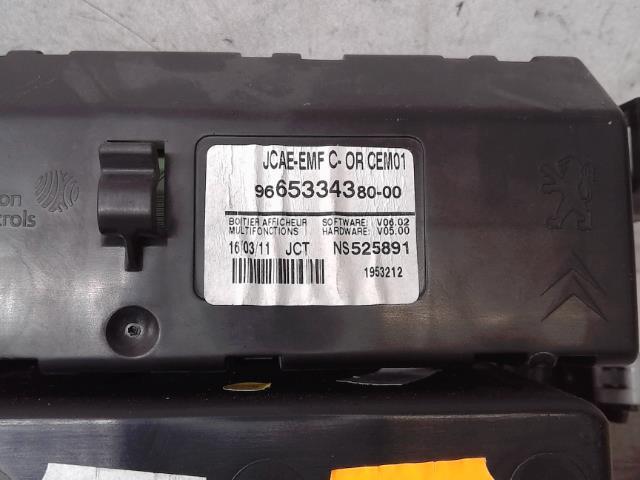 JCAE-EMF C- OR CEM01
9665334380-00
BOITIER AFFICHEUR SOFTWARE: V06.02
MULTIFONCTIONS HARDWARE: V05.00
16/03/11 JCT NS525891
1953212